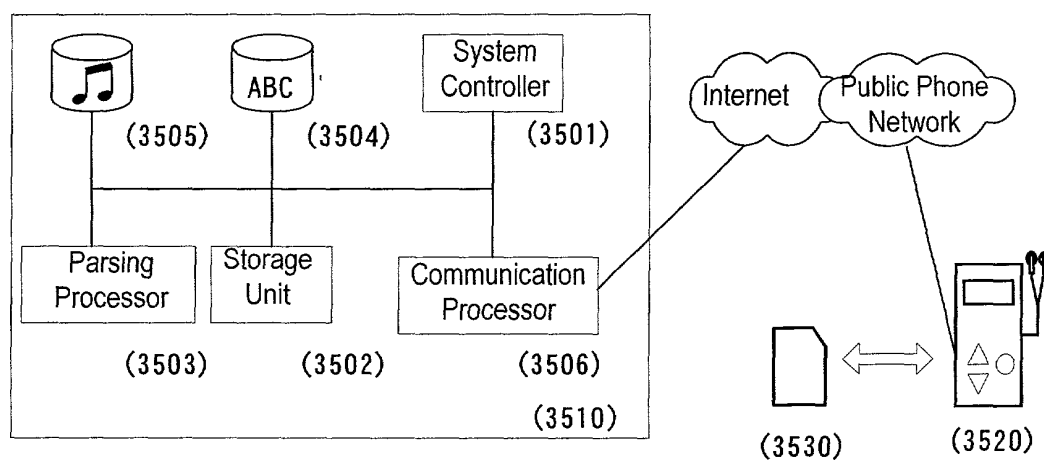 System
Controller
ABC
(3505)
(3504)
(3501)
Internet
Public Phone
Network
Parsing
Processor
Storage
Unit
Communication
Processor
(3503)
(3502)
(3506)
(3510)
(3530)
(3520)